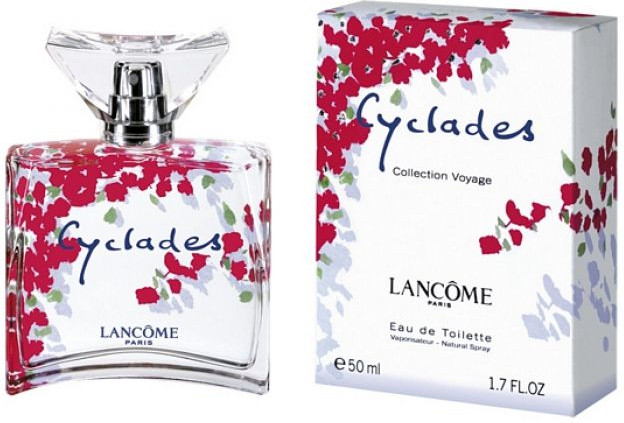 Cyclades
LANCÔME
PARIS
Cyclades
Collection Voyage
LANCÔME
PARIS
Eau de Toilette
Vaporisateur - Natural Spray
e 50 ml
1.7 FL.OZ